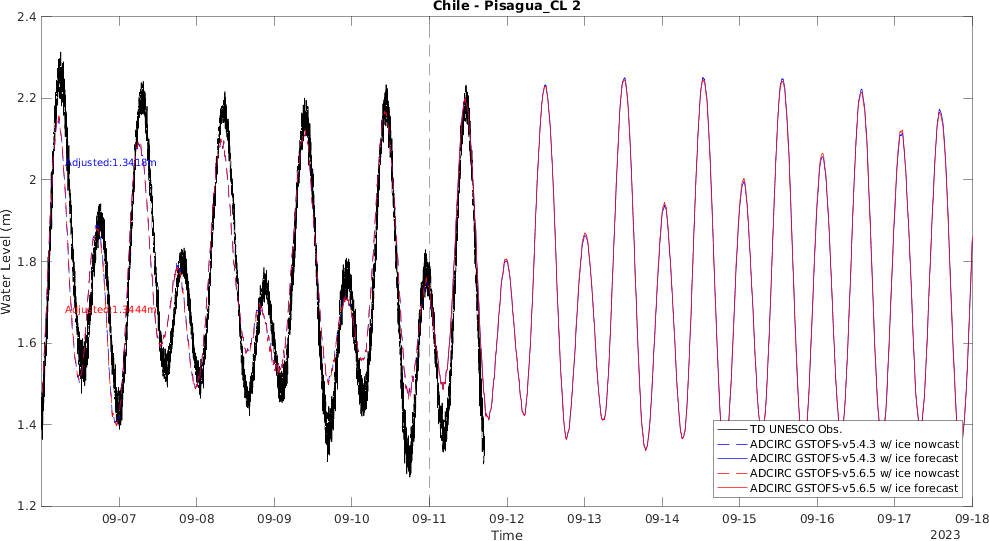 Chile - Pisagua_CL 2
2.4
2.2
2
1.8
1.6
1.4
1.2
Water Level (m)
Adjusted:1.3418m
Adjusted:1.3444m
TD UNESCO Obs.
ADCIRC GSTOFS-v5.4.3 w/ ice nowcast
ADCIRC GSTOFS-v5.4.3 w/ ice forecast
ADCIRC GSTOFS-v5.6.5 w/ ice nowcast
ADCIRC GSTOFS-v5.6.5 w/ ice forecast
09-07 09-08 09-09 09-10 09-11 09-12 09-13 09-14 09-15 09-16 09-17 09-18
Time
2023